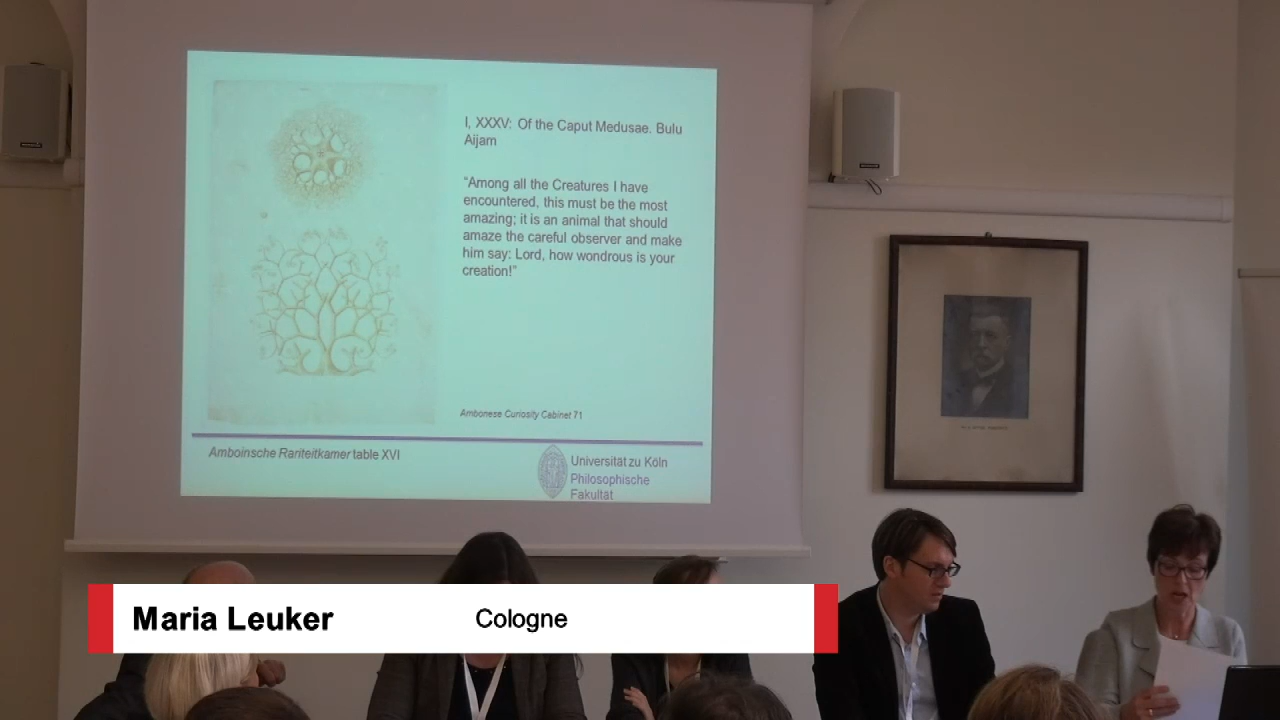 I, XXXV: Of the Caput Medusae. Bulu
Aijam
“Among all the Creatures I have
encountered, this must be the most
amazing; it is an animal that should
amaze the careful observer and make
him say: Lord, how wondrous is your
creation!”
Ambonese Curiosity Cabinet 71
Amboinsche Rariteitkamer table XVI
Universität zu Köln
Philosophische
Fakultät
Maria Leuker Cologne